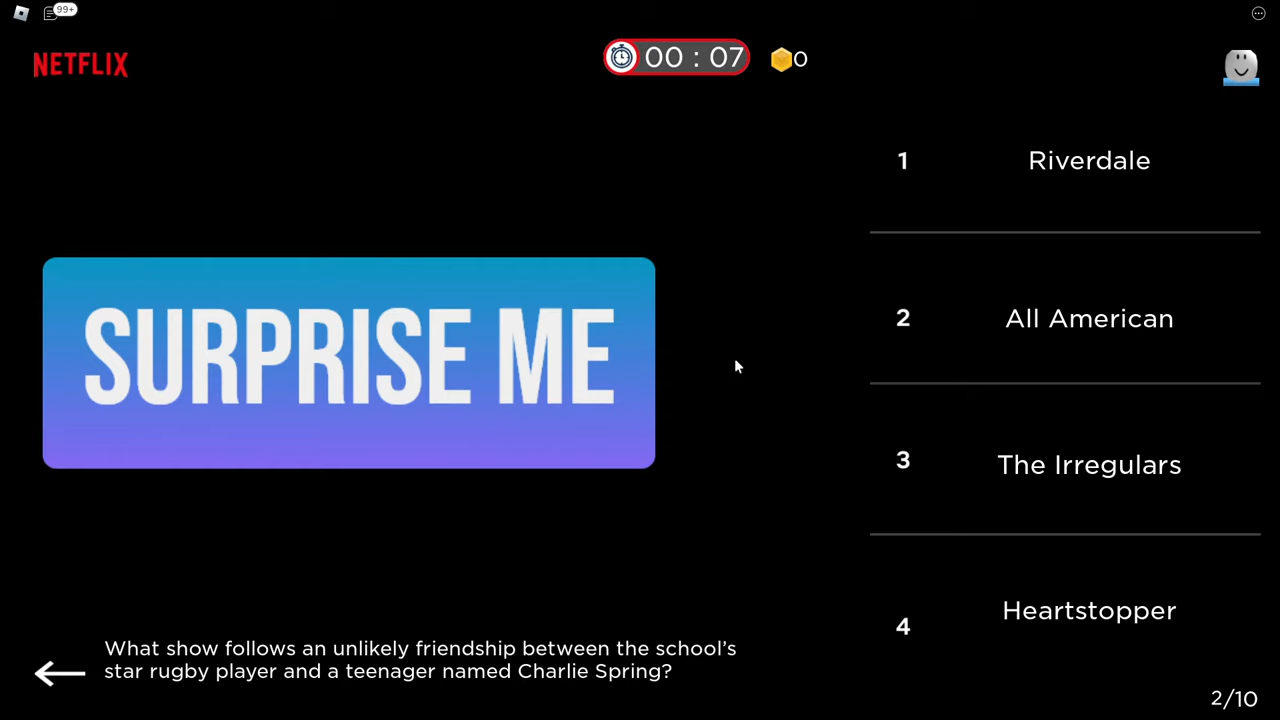 99+
NETFLIX
00 : 07
0
1 Riverdale
2 All American
SURPRISE ME
3 The Irregulars
4 Heartstopper
What show follows an unlikely friendship between the school's
star rugby player and a teenager named Charlie Spring?
2/10